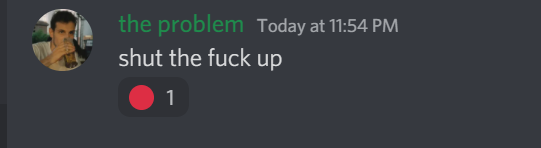 the problem Today at 11:54 PM
shut the fuck up
1